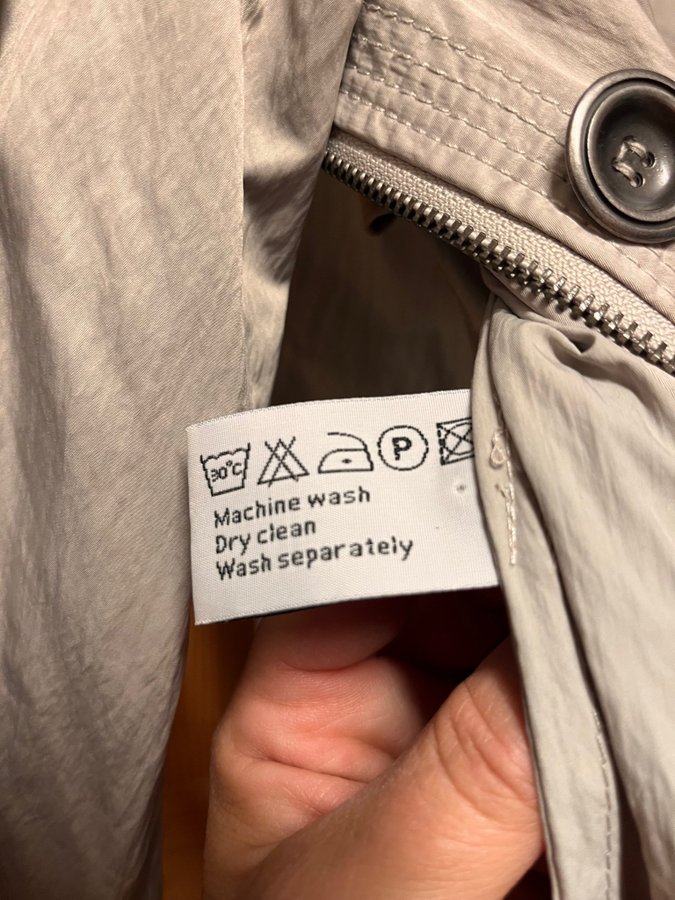 30°C P
Machine wash
Dry clean
Wash separately